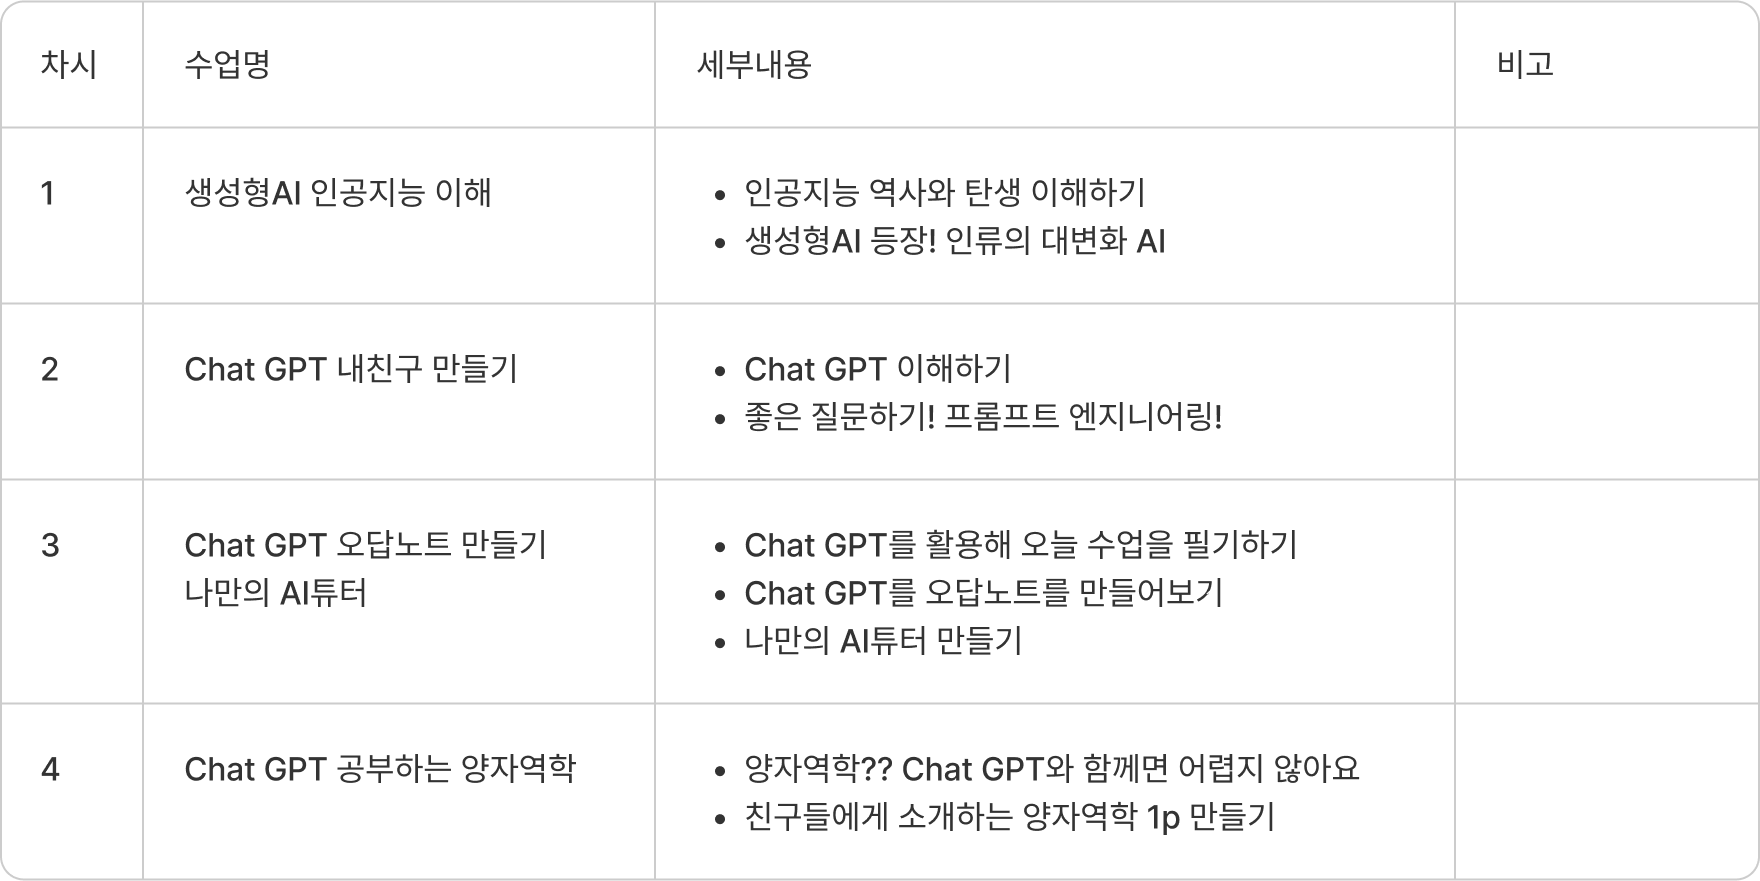 차시
수업명
세부내용
비고
1
생성형AI 인공지능 이해
• 인공지능 역사와 탄생 이해하기
• 생성형AI 등장! 인류의 대변화 AI
2
Chat GPT 내친구 만들기
• Chat GPT 이해하기
• 좋은 질문하기! 프롬프트 엔지니어링!
3
Chat GPT 오답노트 만들기
나만의 AI튜터
• Chat GPT를 활용해 오늘 수업을 필기하기
• Chat GPT를 오답노트를 만들어보기
• 나만의 AI튜터 만들기
4
Chat GPT 공부하는 양자역학
• 양자역학?? Chat GPT와 함께면 어렵지 않아요
• 친구들에게 소개하는 양자역학 1p 만들기